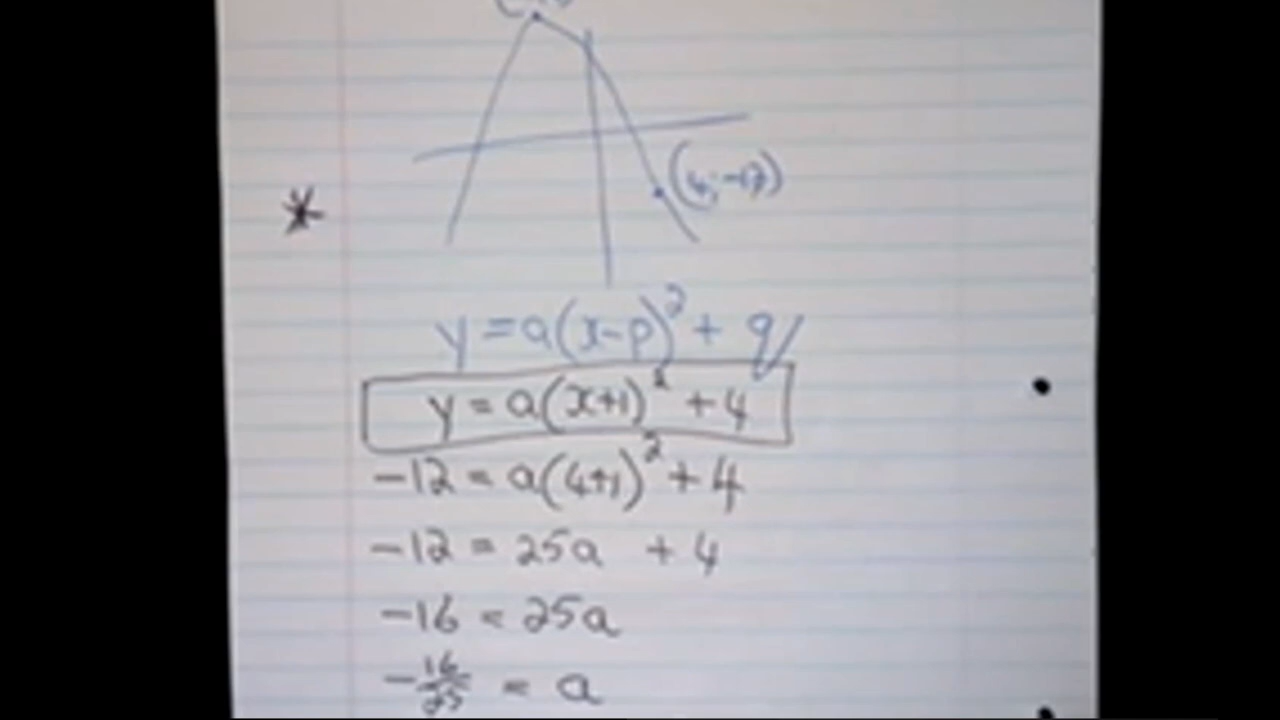 (4;-12)
y = a(x-p)² + q
y = a(x+1)² + 4
-12 = a(4+1)² + 4
-12 = 25a + 4
-16 = 25a
-16/25 = a